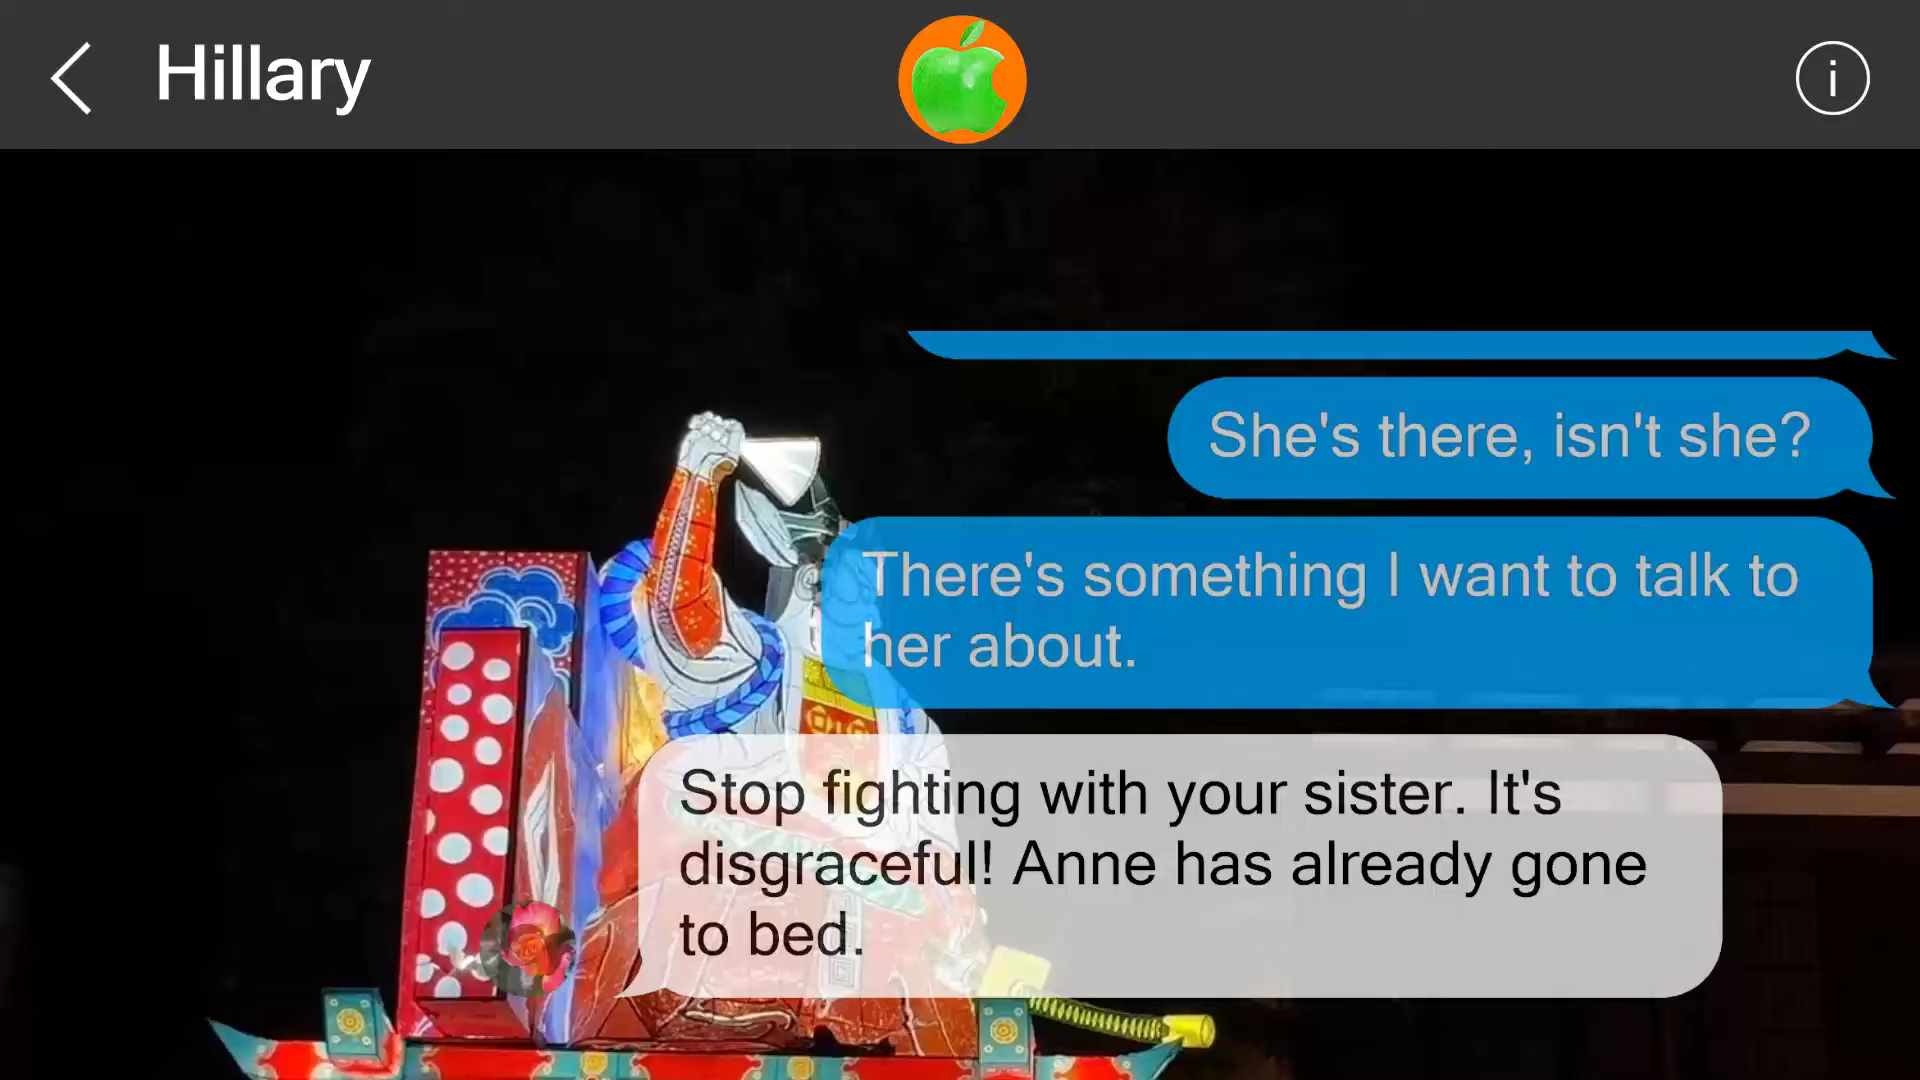 Hillary
She's there, isn't she?
There's something I want to talk to
her about.
Stop fighting with your sister. It's
disgraceful! Anne has already gone
to bed.